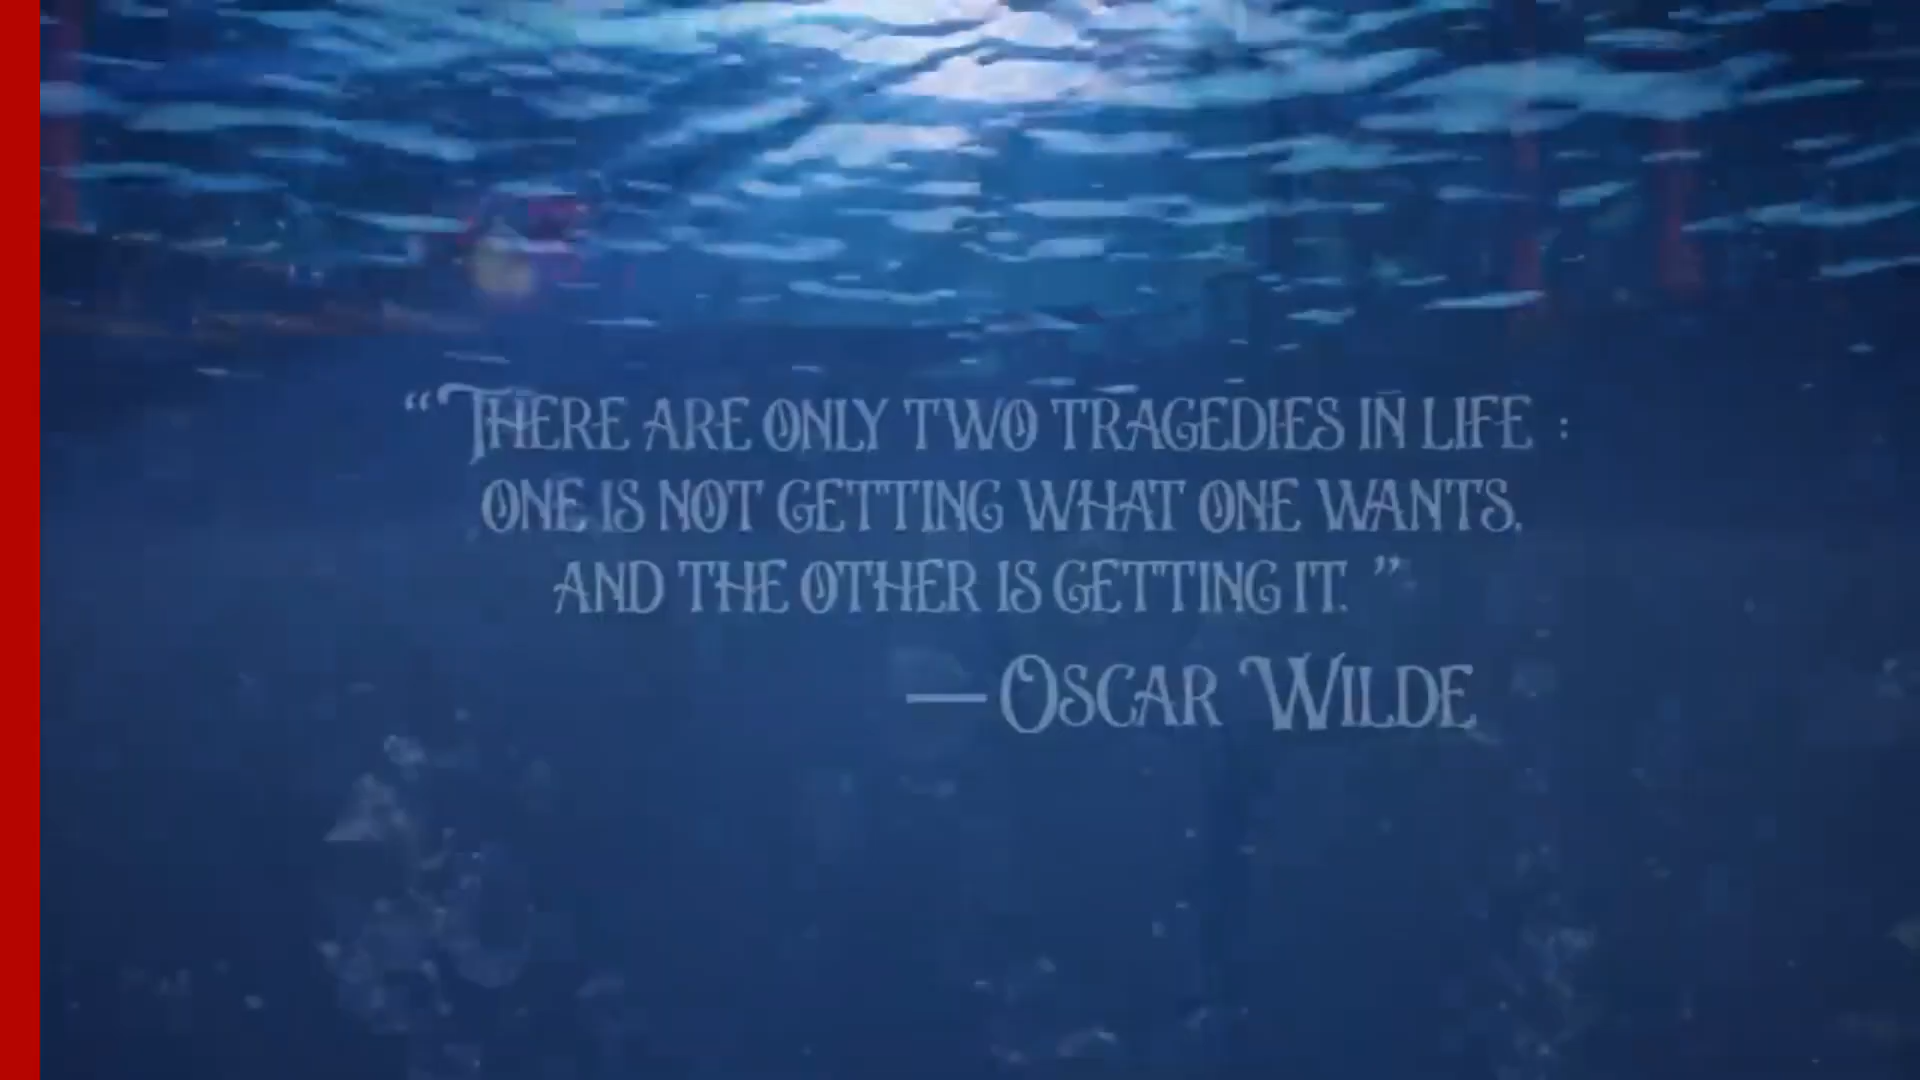 “There are only two tragedies in life :
one is not getting what one wants,
and the other is getting it. ”
— Oscar Wilde